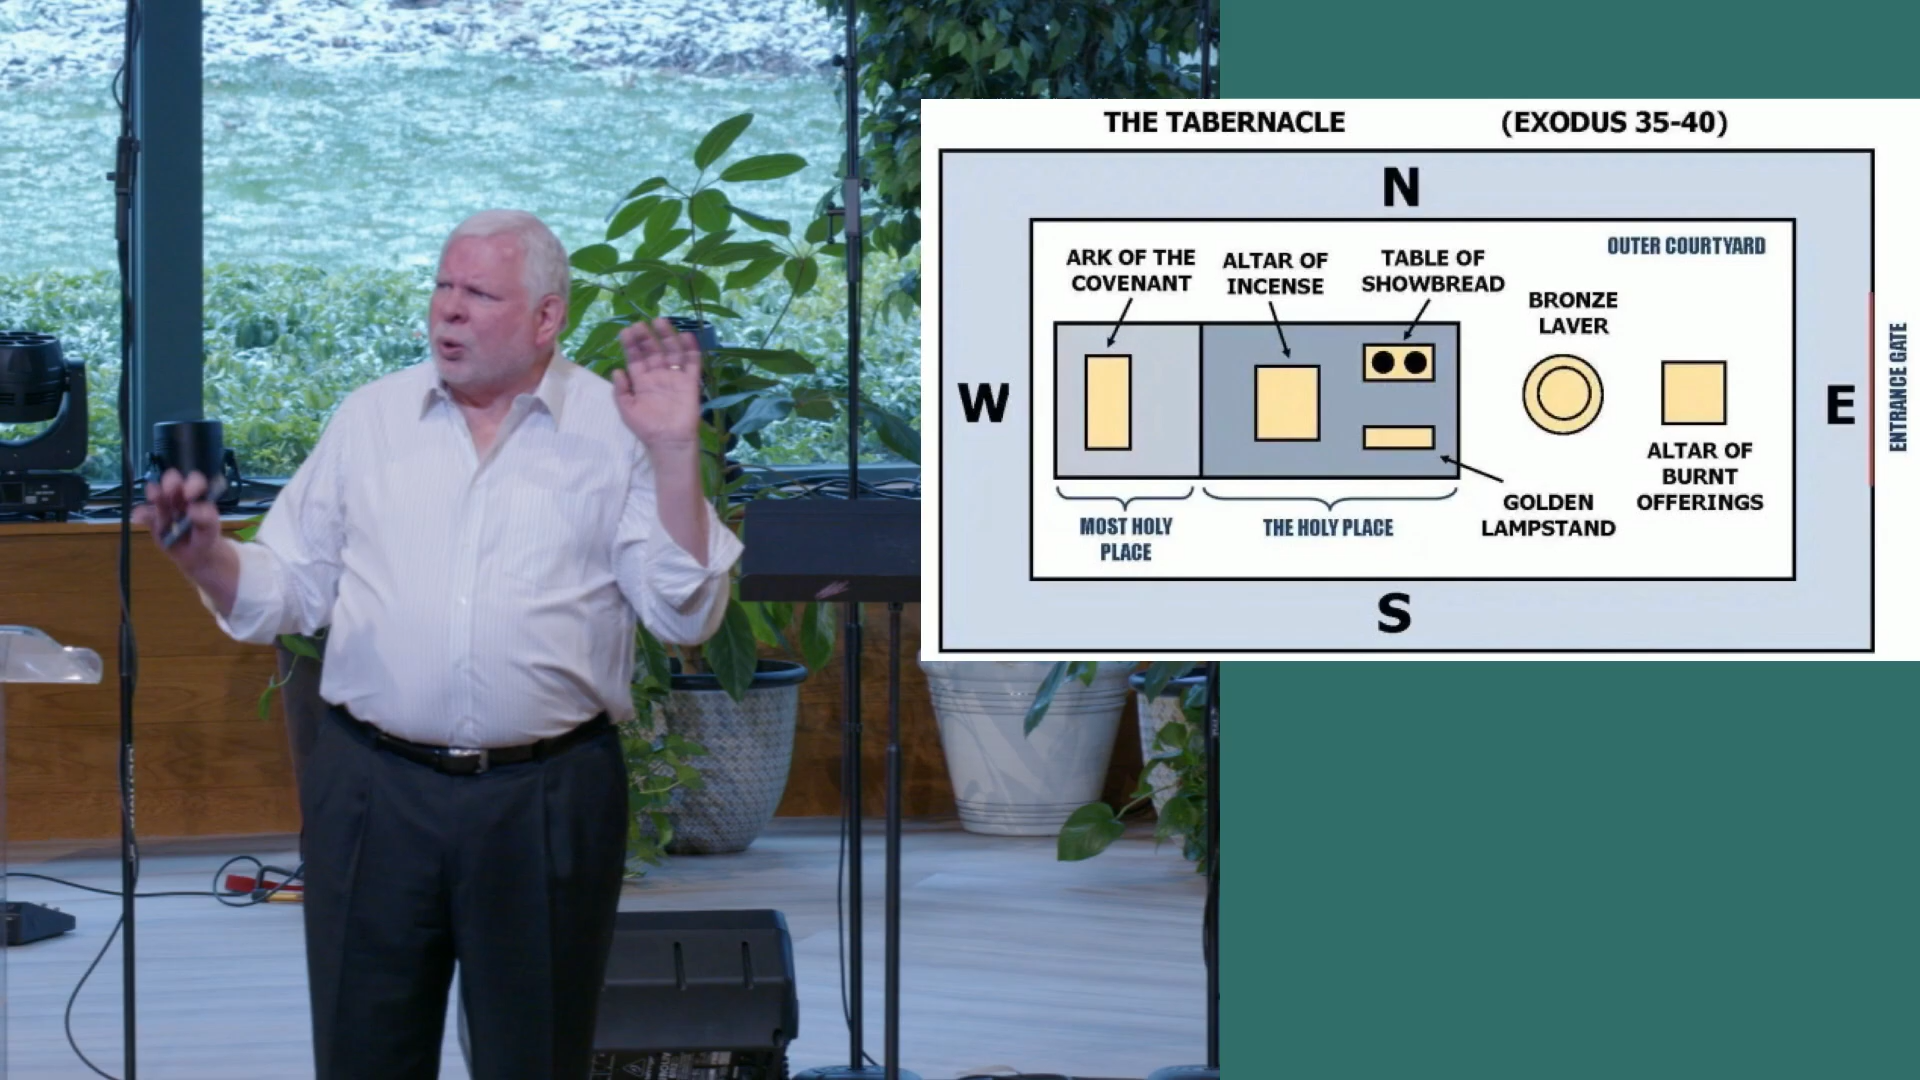 THE TABERNACLE (EXODUS 35-40)
N
OUTER COURTYARD
ARK OF THE
COVENANT
ALTAR OF
INCENSE
TABLE OF
SHOWBREAD
BRONZE
LAVER
W
E
ENTRANCE GATE
ALTAR OF
BURNT
OFFERINGS
GOLDEN
LAMPSTAND
MOST HOLY
PLACE
THE HOLY PLACE
S